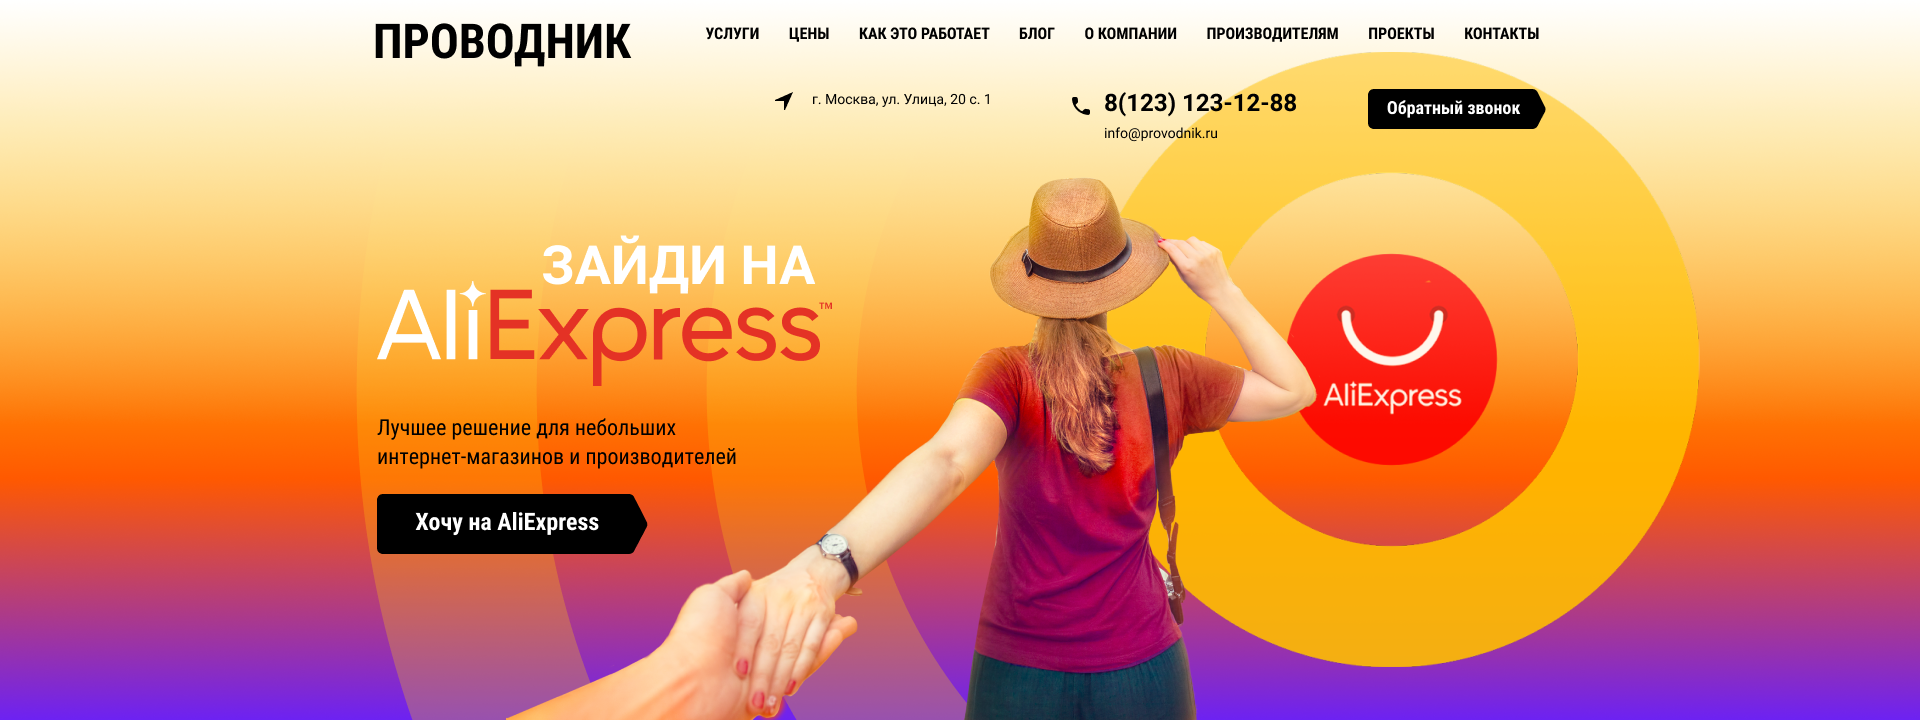 ПРОВОДНИК
УСЛУГИ ЦЕНЫ КАК ЭТО РАБОТАЕТ БЛОГ О КОМПАНИИ ПРОИЗВОДИТЕЛЯМ ПРОЕКТЫ КОНТАКТЫ
г. Москва, ул. Улица, 20 с. 1
8(123) 123-12-88
info@provodnik.ru
Обратный звонок
ЗАЙДИ НА
AliExpress™
Лучшее решение для небольших
интернет-магазинов и производителей
Хочу на AliExpress
AliExpress